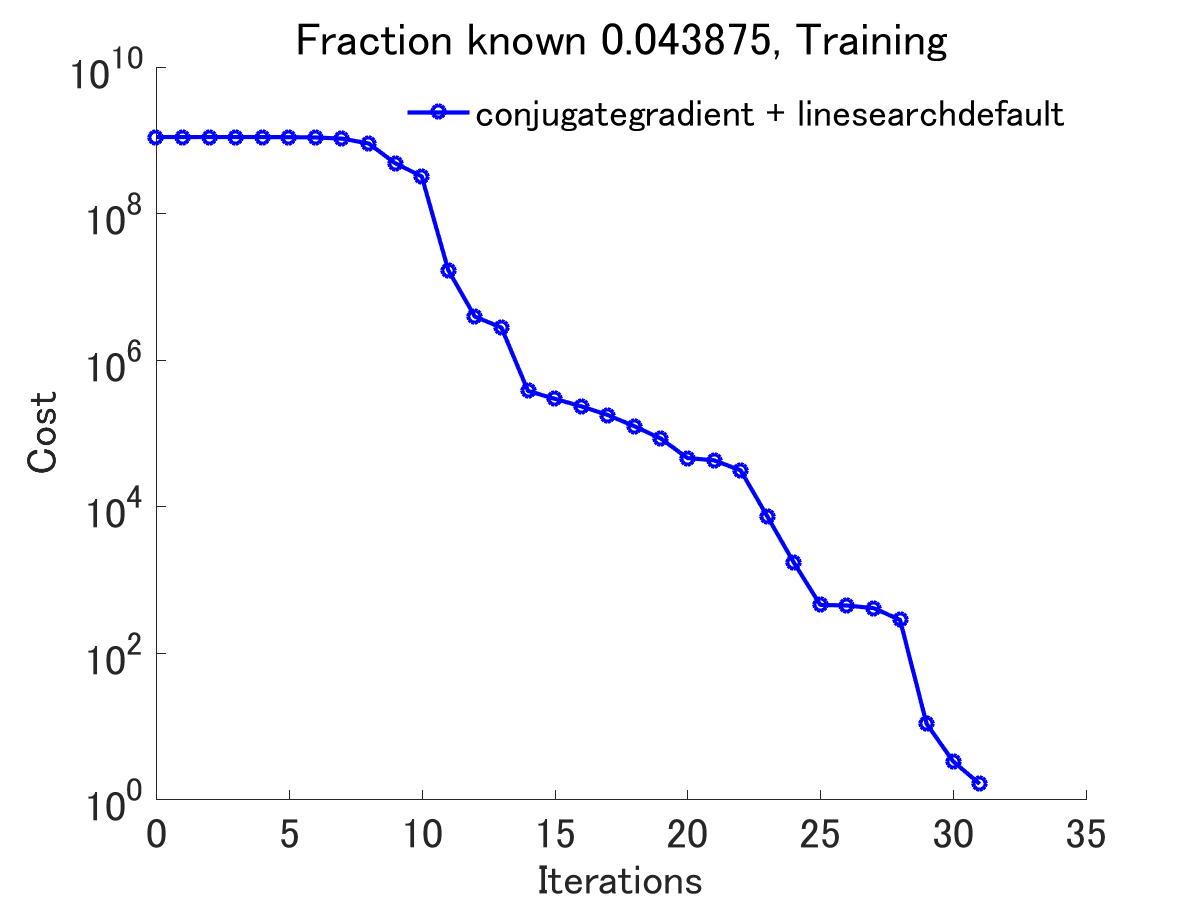 Fraction known 0.043875, Training
conjugategradient + linesearchdefault
10^10
10^8
10^6
10^4
10^2
10^0
Cost
0 5 10 15 20 25 30 35
Iterations